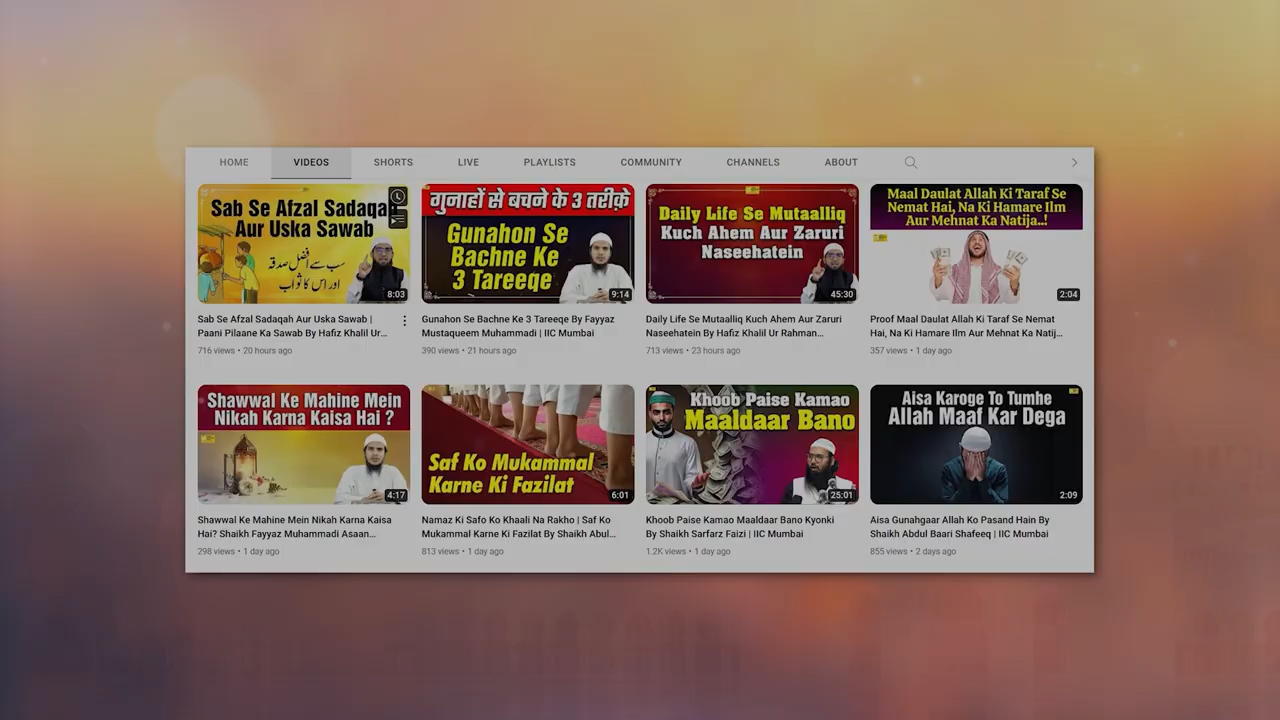 HOME VIDEOS SHORTS LIVE PLAYLISTS COMMUNITY CHANNELS ABOUT
Sab Se Afzal Sadaqah
Aur Uska Sawab
سب سے افضل صدقہ
اور اس کا ثواب
8:03
Sab Se Afzal Sadaqah Aur Uska Sawab |
Paani Pilaane Ka Sawab By Hafiz Khalil Ur...
716 views • 20 hours ago
गुनाहों से बचने के 3 तरीक़े
Gunahon Se
Bachne Ke
3 Tareeqe
9:14
Gunahon Se Bachne Ke 3 Tareeqe By Fayyaz
Mustaqueem Muhammadi | IIC Mumbai
390 views • 21 hours ago
Daily Life Se Mutaalliq
Kuch Ahem Aur Zaruri
Naseehatein
45:30
Daily Life Se Mutaalliq Kuch Ahem Aur Zaruri
Naseehatein By Hafiz Khalil Ur Rahman...
713 views • 23 hours ago
Maal Daulat Allah Ki Taraf Se
Nemat Hai, Na Ki Hamare Ilm
Aur Mehnat Ka Natija..!
2:04
Proof Maal Daulat Allah Ki Taraf Se Nemat
Hai, Na Ki Hamare Ilm Aur Mehnat Ka Natij...
357 views • 1 day ago
Shawwal Ke Mahine Mein
Nikah Karna Kaisa Hai ?
4:17
Shawwal Ke Mahine Mein Nikah Karna Kaisa
Hai? Shaikh Fayyaz Muhammadi Asaan...
298 views • 1 day ago
Saf Ko Mukammal
Karne Ki Fazilat
6:01
Namaz Ki Safo Ko Khaali Na Rakho | Saf Ko
Mukammal Karne Ki Fazilat By Shaikh Abul...
813 views • 1 day ago
Khoob Paise Kamao
Maaldaar Bano
25:01
Khoob Paise Kamao Maaldaar Bano Kyonki
By Shaikh Sarfarz Faizi | IIC Mumbai
1.2K views • 1 day ago
Aisa Karoge To Tumhe
Allah Maaf Kar Dega
2:09
Aisa Gunahgaar Allah Ko Pasand Hain By
Shaikh Abdul Baari Shafeeq | IIC Mumbai
855 views • 2 days ago